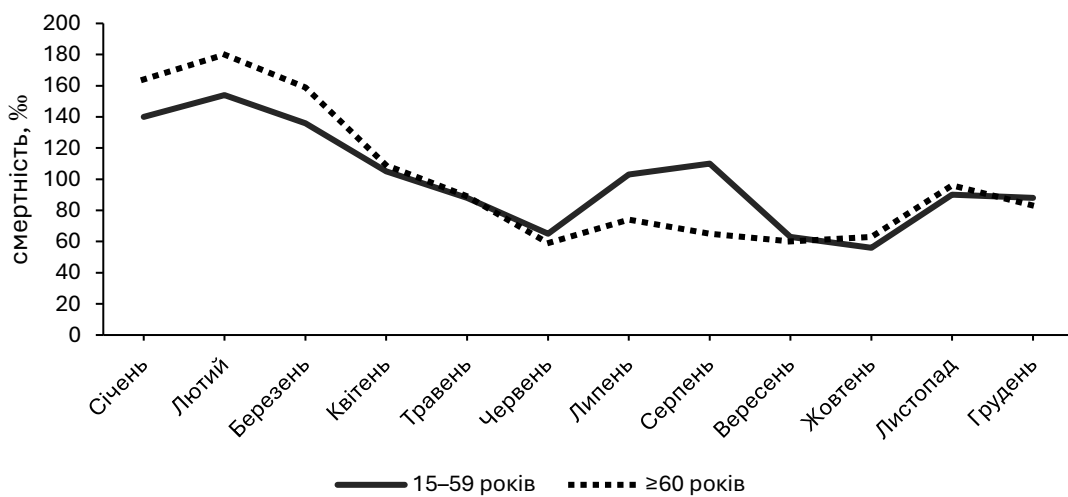 смертність, ‰
200
180
160
140
120
100
80
60
40
20
0
Січень
Лютий
Березень
Квітень
Травень
Червень
Липень
Серпень
Вересень
Жовтень
Листопад
Грудень
15–59 років
≥60 років